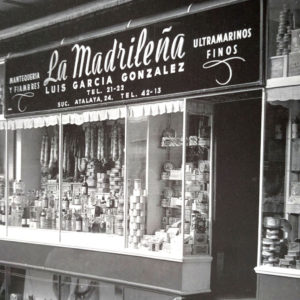 MANTEQUERIA
Y FIAMBRES
La Madrileña
LUIS GARCIA GONZALEZ
TEL. 21-22
SUC. ATALAYA, 24. TEL. 42-13
ULTRAMARINOS
FINOS